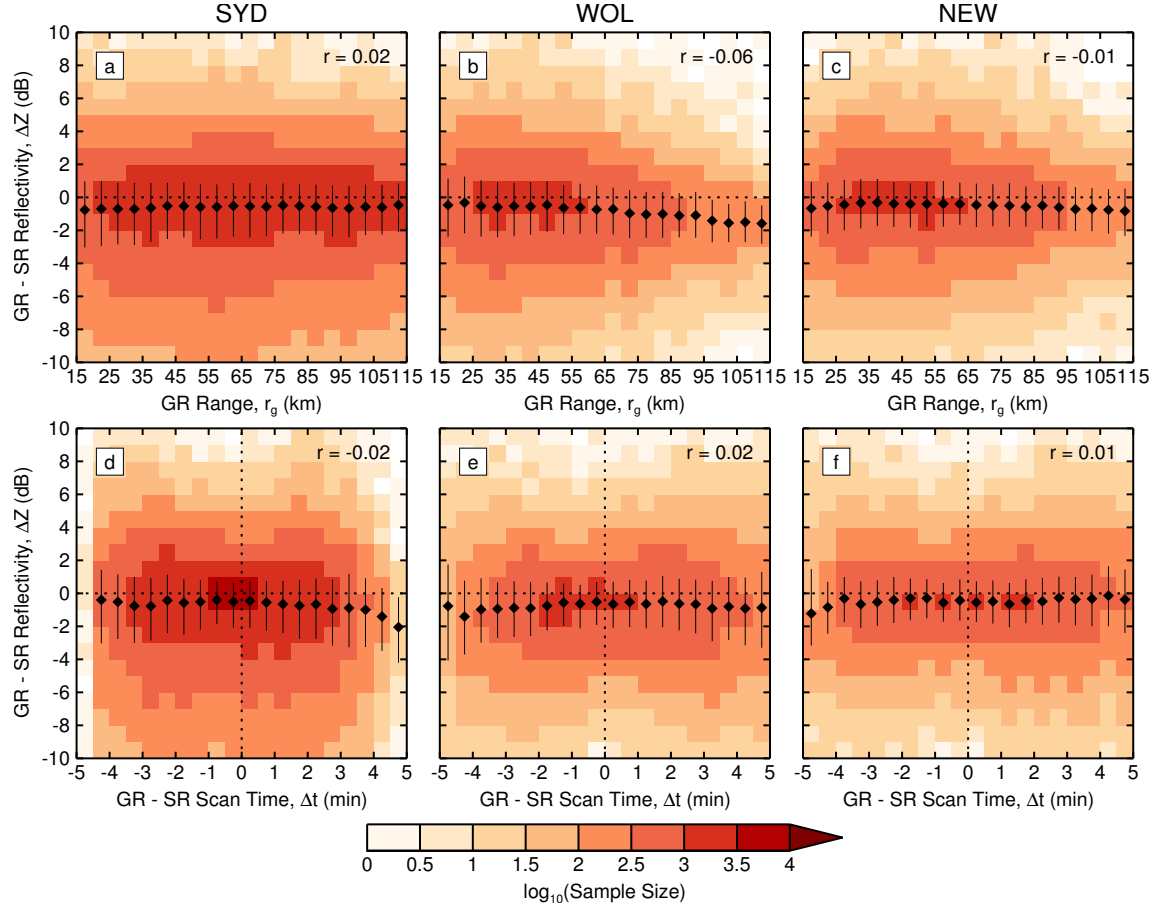 SYD WOL NEW
GR - SR Reflectivity, ΔZ (dB)
10 8 6 4 2 0 -2 -4 -6 -8 -10
a r = 0.02
b r = -0.06
c r = -0.01
15 25 35 45 55 65 75 85 95 105 115 25 35 45 55 65 75 85 95 105 115 25 35 45 55 65 75 85 95 105 115
GR Range, r_g (km) GR Range, r_g (km) GR Range, r_g (km)
GR - SR Reflectivity, ΔZ (dB)
10 8 6 4 2 0 -2 -4 -6 -8 -10
d r = -0.02
e r = 0.02
f r = 0.01
-5 -4 -3 -2 -1 0 1 2 3 4 5 -5 -4 -3 -2 -1 0 1 2 3 4 5 -5 -4 -3 -2 -1 0 1 2 3 4 5
GR - SR Scan Time, Δt (min) GR - SR Scan Time, Δt (min) GR - SR Scan Time, Δt (min)
0 0.5 1 1.5 2 2.5 3 3.5 4
log₁₀(Sample Size)